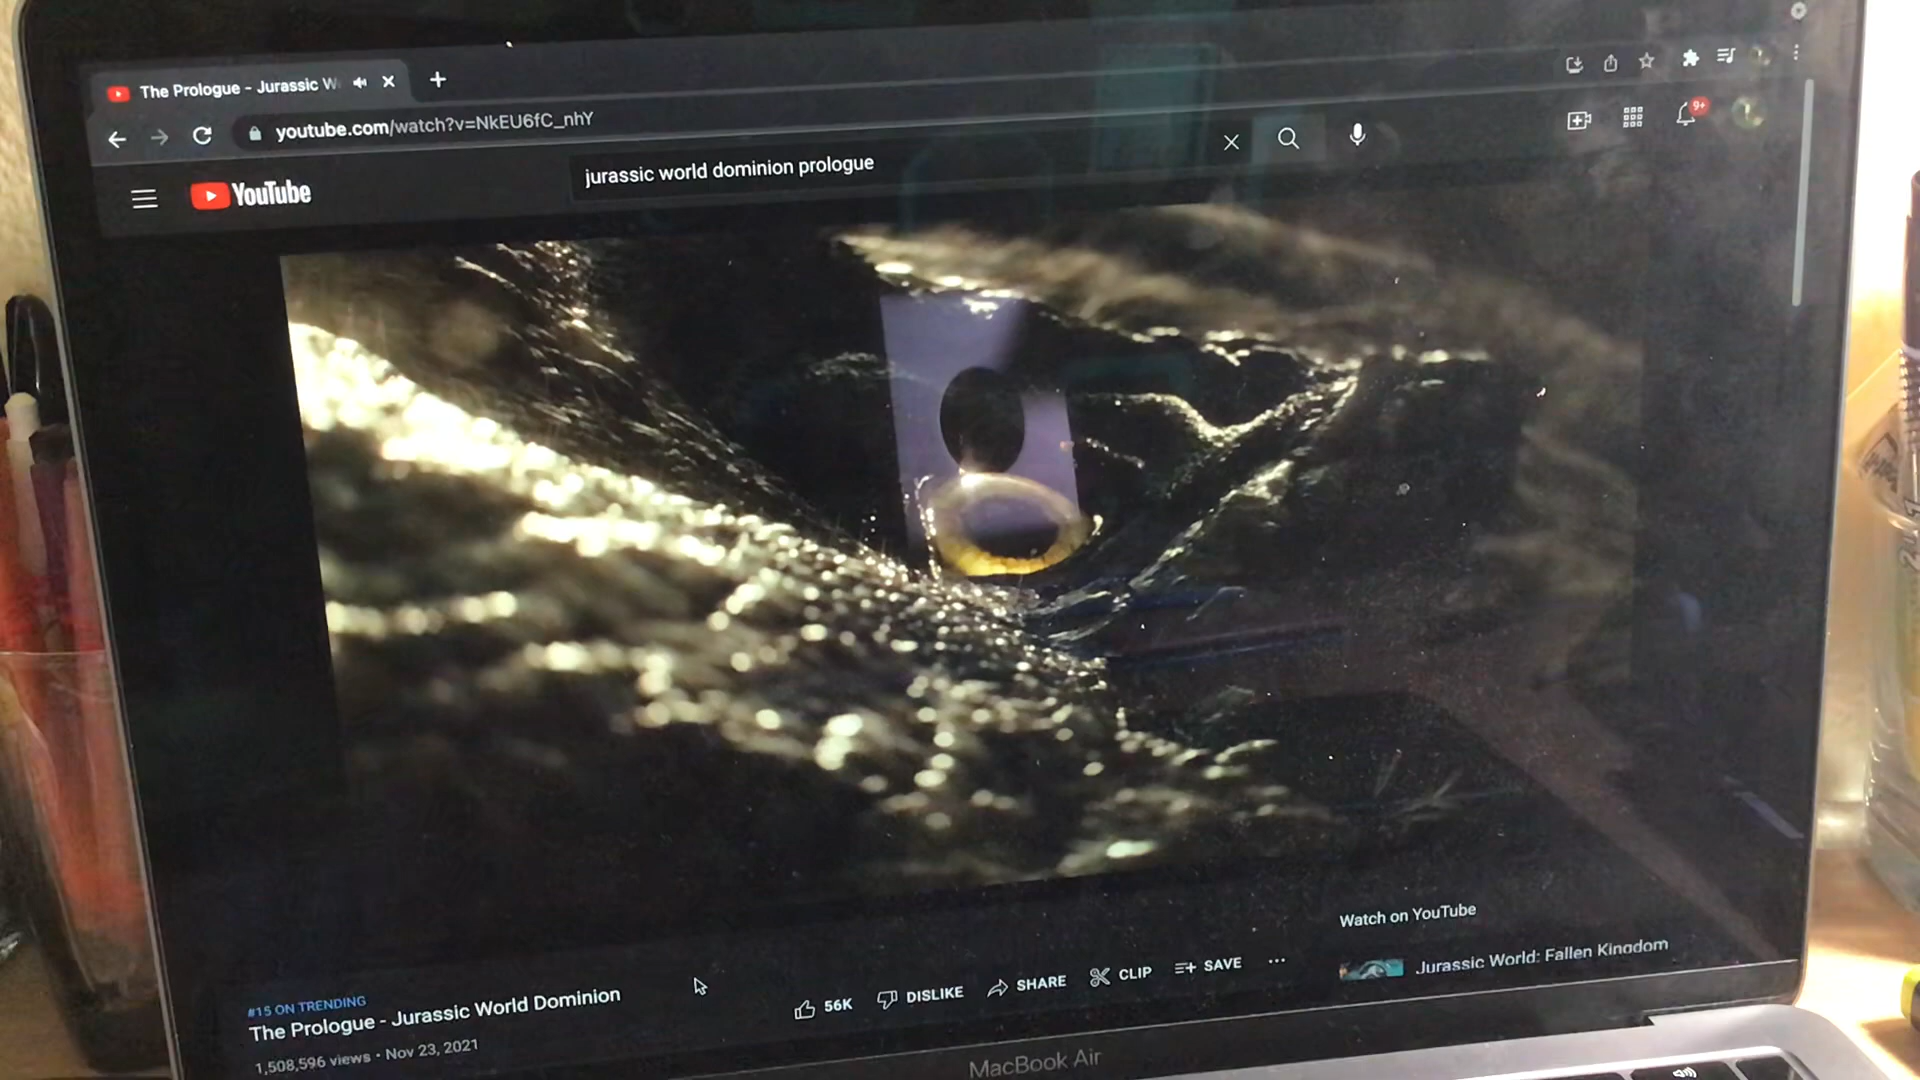 The Prologue - Jurassic W
youtube.com/watch?v=NkEU6fC_nhY
9+
YouTube
jurassic world dominion prologue
Watch on YouTube
Jurassic World: Fallen Kingdom
#15 ON TRENDING
The Prologue - Jurassic World Dominion
56K
DISLIKE
SHARE
CLIP
SAVE
1,508,596 views • Nov 23, 2021
MacBook Air